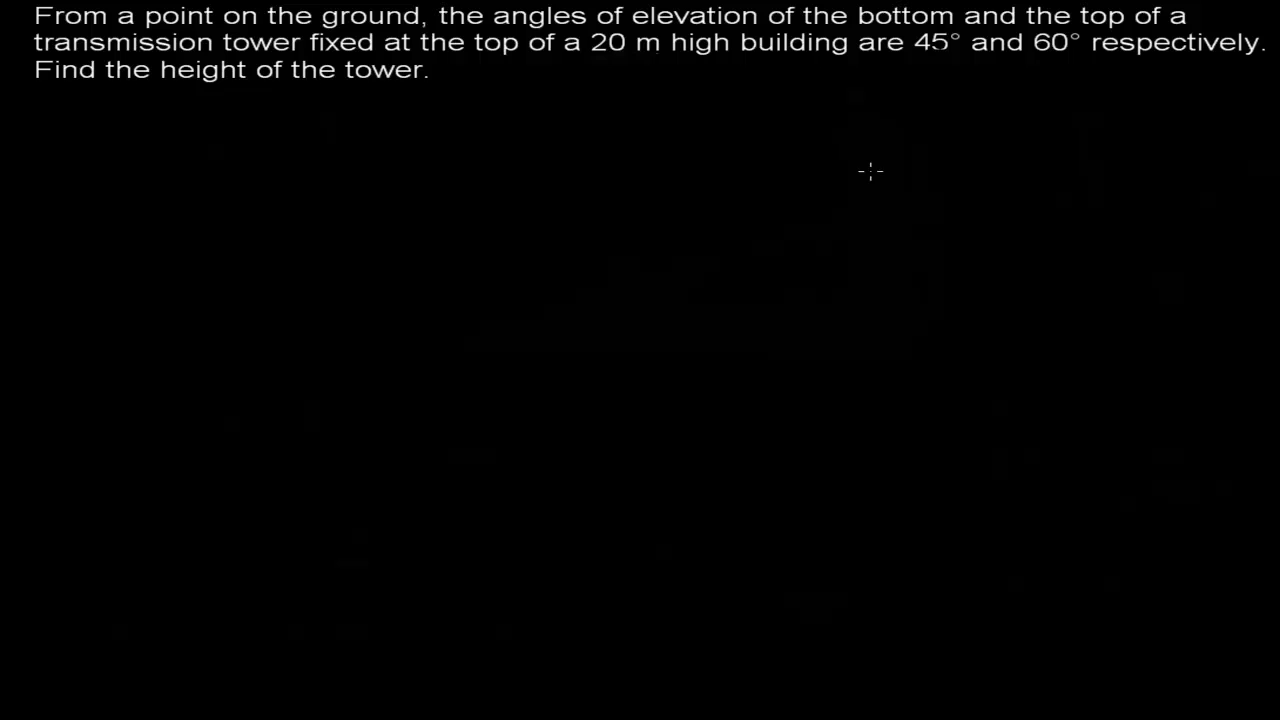 From a point on the ground, the angles of elevation of the bottom and the top of a
transmission tower fixed at the top of a 20 m high building are 45° and 60° respectively.
Find the height of the tower.